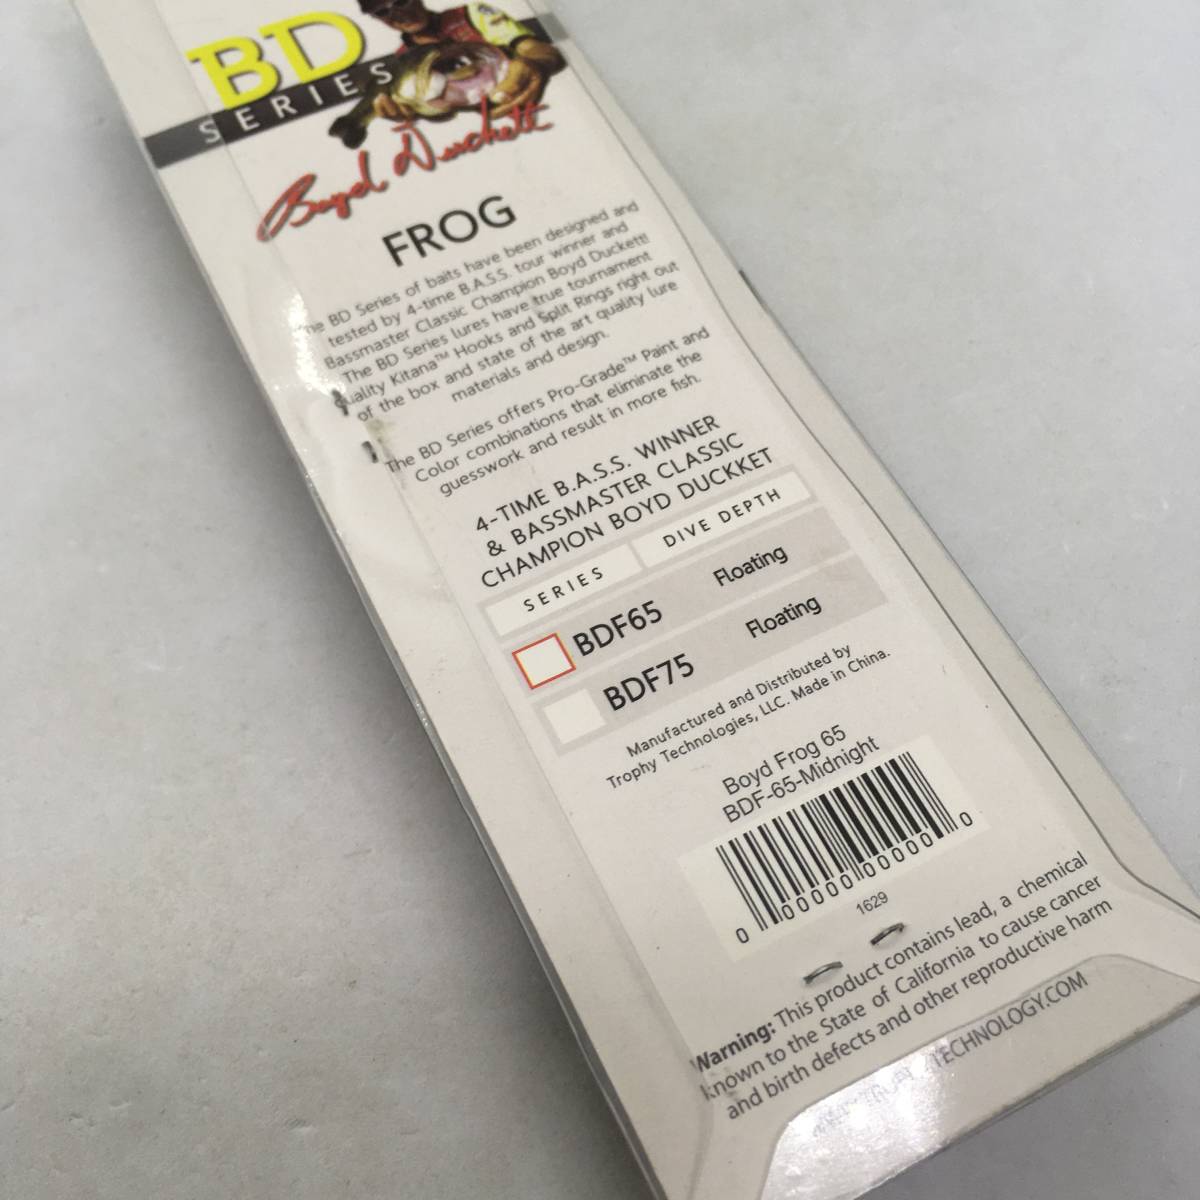 BD
SERIES
Boyd Duckett
FROG
The BD Series of baits have been designed and
tested by 4-time B.A.S.S. tour winner and
Bassmaster Classic Champion Boyd Duckett!
The BD Series lures have true tournament
quality Kitana™ Hooks and Split Rings right out
of the box and state of the art quality lure
materials and design.
The BD Series offers Pro-Grade™ Paint and
Color combinations that eliminate the
guesswork and result in more fish.
4-TIME B.A.S.S. WINNER
& BASSMASTER CLASSIC
CHAMPION BOYD DUCKKET
SERIES DIVE DEPTH
BDF65 Floating
BDF75 Floating
Manufactured and Distributed by
Trophy Technologies, LLC. Made in China.
Boyd Frog 65
BDF-65-Midnight
0 00000 00000 0
1629
Warning: This product contains lead, a chemical
known to the State of California to cause cancer
and birth defects and other reproductive harm
TECHNOLOGY.COM